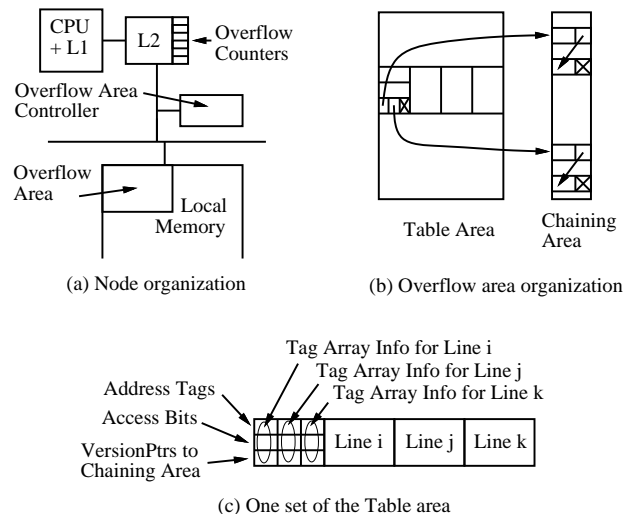 CPU
+ L1
L2
Overflow
Counters
Overflow Area
Controller
Overflow
Area
Local
Memory
(a) Node organization
Table Area
Chaining
Area
(b) Overflow area organization
Tag Array Info for Line i
Tag Array Info for Line j
Tag Array Info for Line k
Address Tags
Access Bits
VersionPtrs to
Chaining Area
Line i
Line j
Line k
(c) One set of the Table area